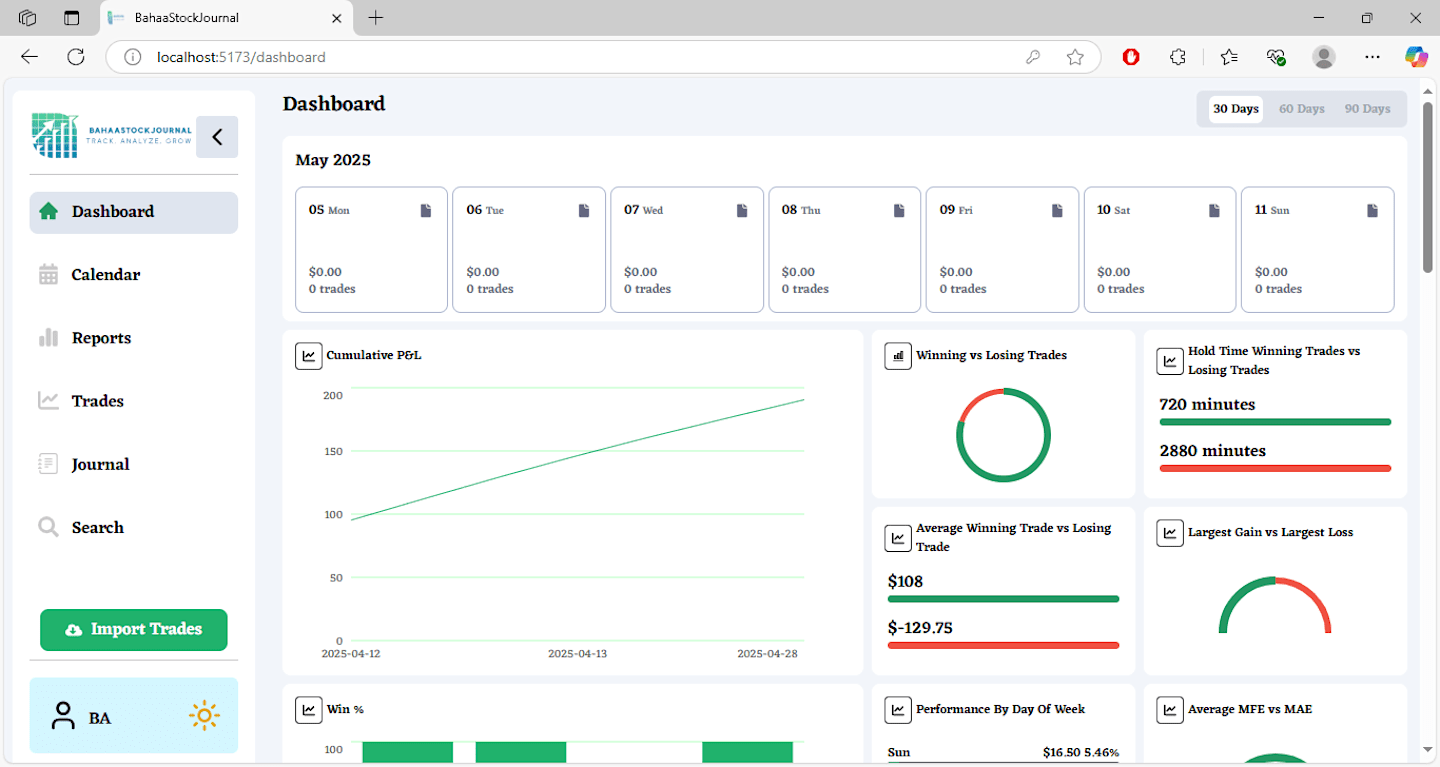 BahaaStockJournal
localhost:5173/dashboard
BAHAASTOCKJOURNAL
TRACK. ANALYZE. GROW
Dashboard
Calendar
Reports
Trades
Journal
Search
Import Trades
BA
Dashboard
30 Days 60 Days 90 Days
May 2025
05 Mon 06 Tue 07 Wed 08 Thu 09 Fri 10 Sat 11 Sun
$0.00 $0.00 $0.00 $0.00 $0.00 $0.00 $0.00
0 trades 0 trades 0 trades 0 trades 0 trades 0 trades 0 trades
Cumulative P&L
200
150
100
50
0
2025-04-12 2025-04-13 2025-04-28
Winning vs Losing Trades
Hold Time Winning Trades vs
Losing Trades
720 minutes
2880 minutes
Average Winning Trade vs Losing
Trade
$108
$-129.75
Largest Gain vs Largest Loss
Win %
100
Performance By Day Of Week
Sun $16.50 5.46%
Average MFE vs MAE